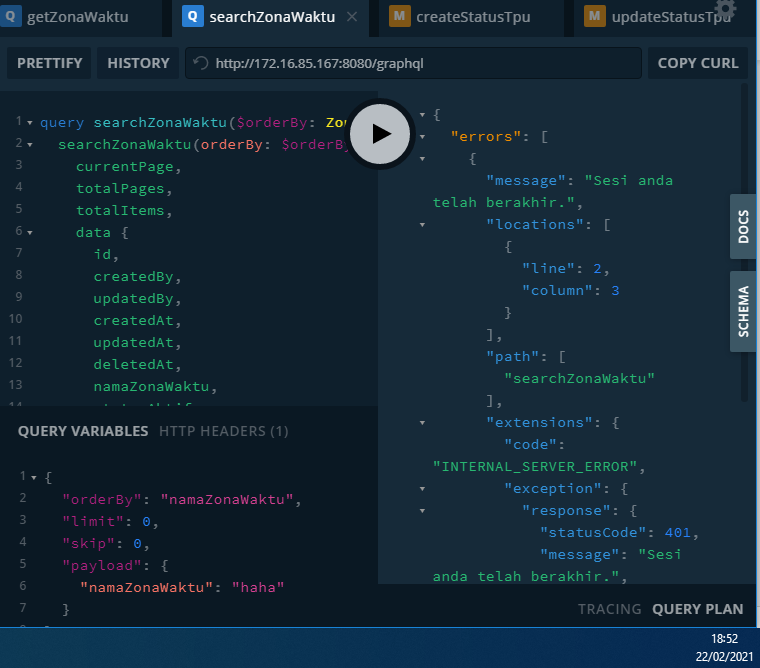 Q getZonaWaktu
Q searchZonaWaktu
M createStatusTpu
M updateStatusTpu
PRETTIFY
HISTORY
http://172.16.85.167:8080/graphql
COPY CURL
1 query searchZonaWaktu($orderBy: Zon
2 searchZonaWaktu(orderBy: $orderBy
3 currentPage,
4 totalPages,
5 totalItems,
6 data {
7 id,
8 createdBy,
9 updatedBy,
10 createdAt,
11 updatedAt,
12 deletedAt,
13 namaZonaWaktu,
QUERY VARIABLES HTTP HEADERS (1)
1 {
2 "orderBy": "namaZonaWaktu",
3 "limit": 0,
4 "skip": 0,
5 "payload": {
6 "namaZonaWaktu": "haha"
7 }
{
"errors": [
{
"message": "Sesi anda
telah berakhir.",
"locations": [
{
"line": 2,
"column": 3
}
],
"path": [
"searchZonaWaktu"
],
"extensions": {
"code":
"INTERNAL_SERVER_ERROR",
"exception": {
"response": {
"statusCode": 401,
"message": "Sesi
anda telah berakhir.",
DOCS
SCHEMA
TRACING QUERY PLAN
18:52
22/02/2021